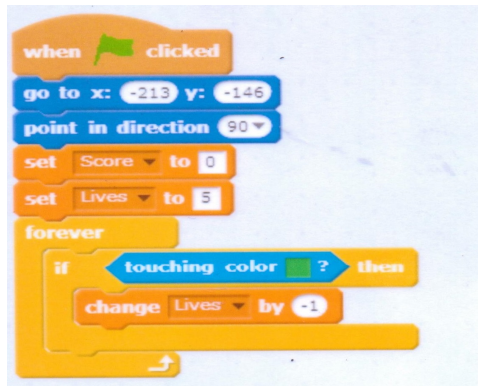 when clicked
go to x: -213 y: -146
point in direction 90
set Score to 0
set Lives to 5
forever
if touching color ? then
change Lives by -1